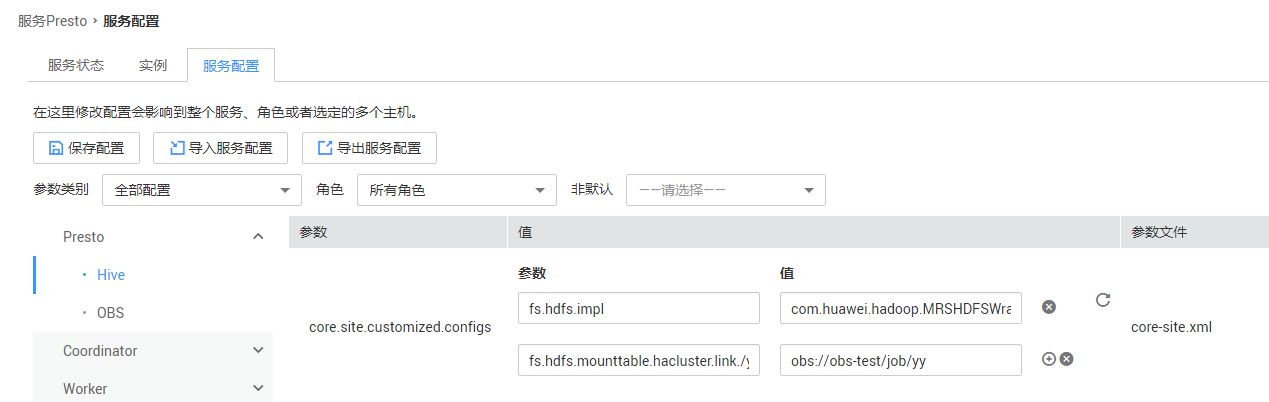 服务Presto › 服务配置
服务状态 实例 服务配置
在这里修改配置会影响到整个服务、角色或者选定的多个主机。
保存配置 导入服务配置 导出服务配置
参数类别 全部配置 角色 所有角色 非默认 ——请选择——
Presto
Hive
OBS
Coordinator
Worker
参数 值 参数文件
参数 值
core.site.customized.configs
fs.hdfs.impl com.huawei.hadoop.MRSHDFSWra
fs.hdfs.mounttable.hacluster.link./y obs://obs-test/job/yy
core-site.xml